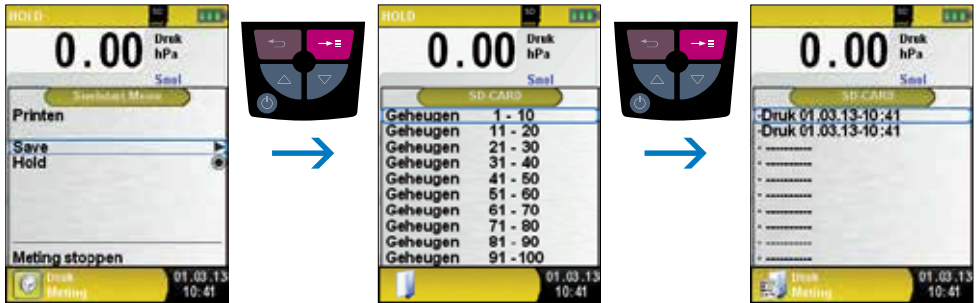 HOLD
SD
0.00
Druk
hPa
Snel
Snelstart Menu
Printen
Save
Hold
Meting stoppen
Druk
Meting
01.03.13
10:41
HOLD
SD
0.00
Druk
hPa
Snel
SD-CARD
Geheugen 1 - 10
Geheugen 11 - 20
Geheugen 21 - 30
Geheugen 31 - 40
Geheugen 41 - 50
Geheugen 51 - 60
Geheugen 61 - 70
Geheugen 71 - 80
Geheugen 81 - 90
Geheugen 91 -100
01.03.13
10:41
SD
0.00
Druk
hPa
Snel
SD-CARD
-Druk 01.03.13-10:41
-Druk 01.03.13-10:41
- ----------
- ----------
- ----------
- ----------
- ----------
- ----------
- ----------
- ----------
Druk
Meting
01.03.13
10:41